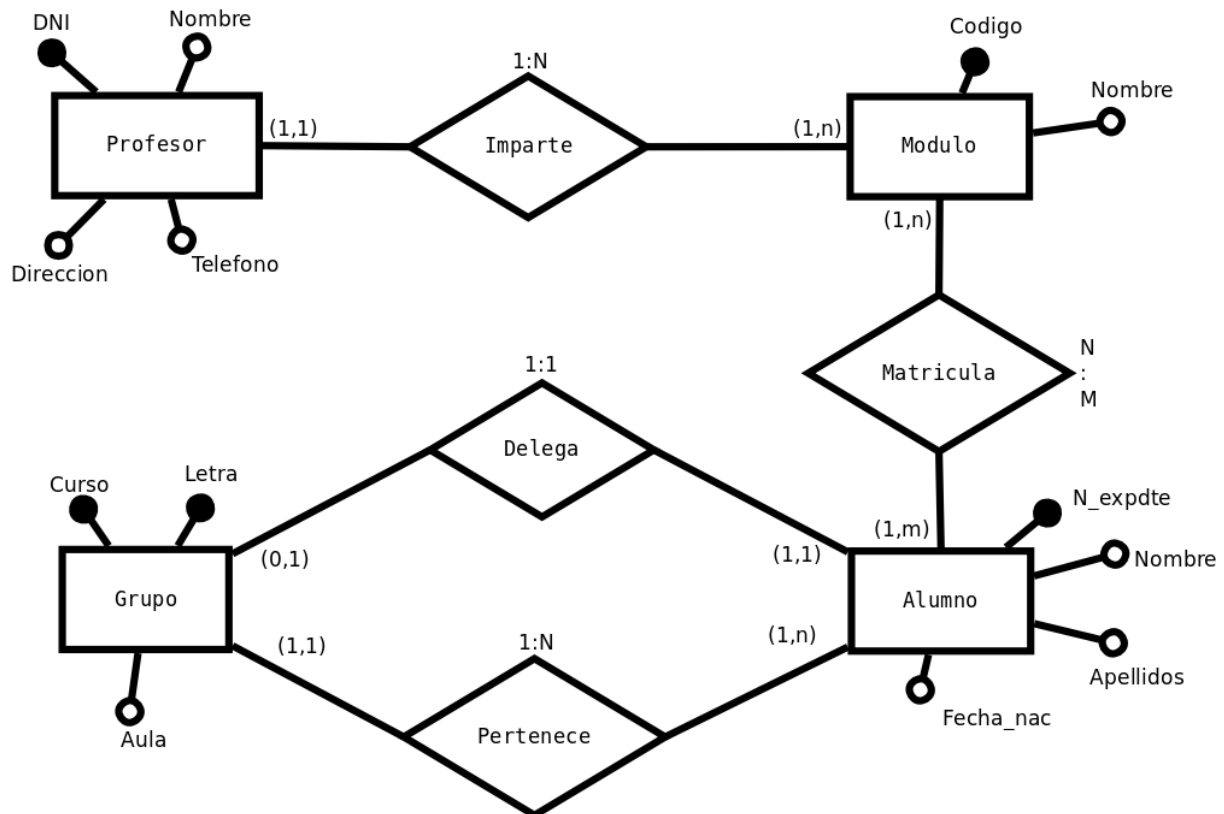 DNI
Nombre
Profesor
Direccion
Telefono
(1,1)
1:N
Imparte
(1,n)
Codigo
Nombre
Modulo
(1,n)
Matricula
N
:
M
(1,m)
1:1
Delega
(0,1)
(1,1)
Curso
Letra
Grupo
Aula
(1,1)
1:N
Pertenece
(1,n)
N_expdte
Nombre
Alumno
Apellidos
Fecha_nac